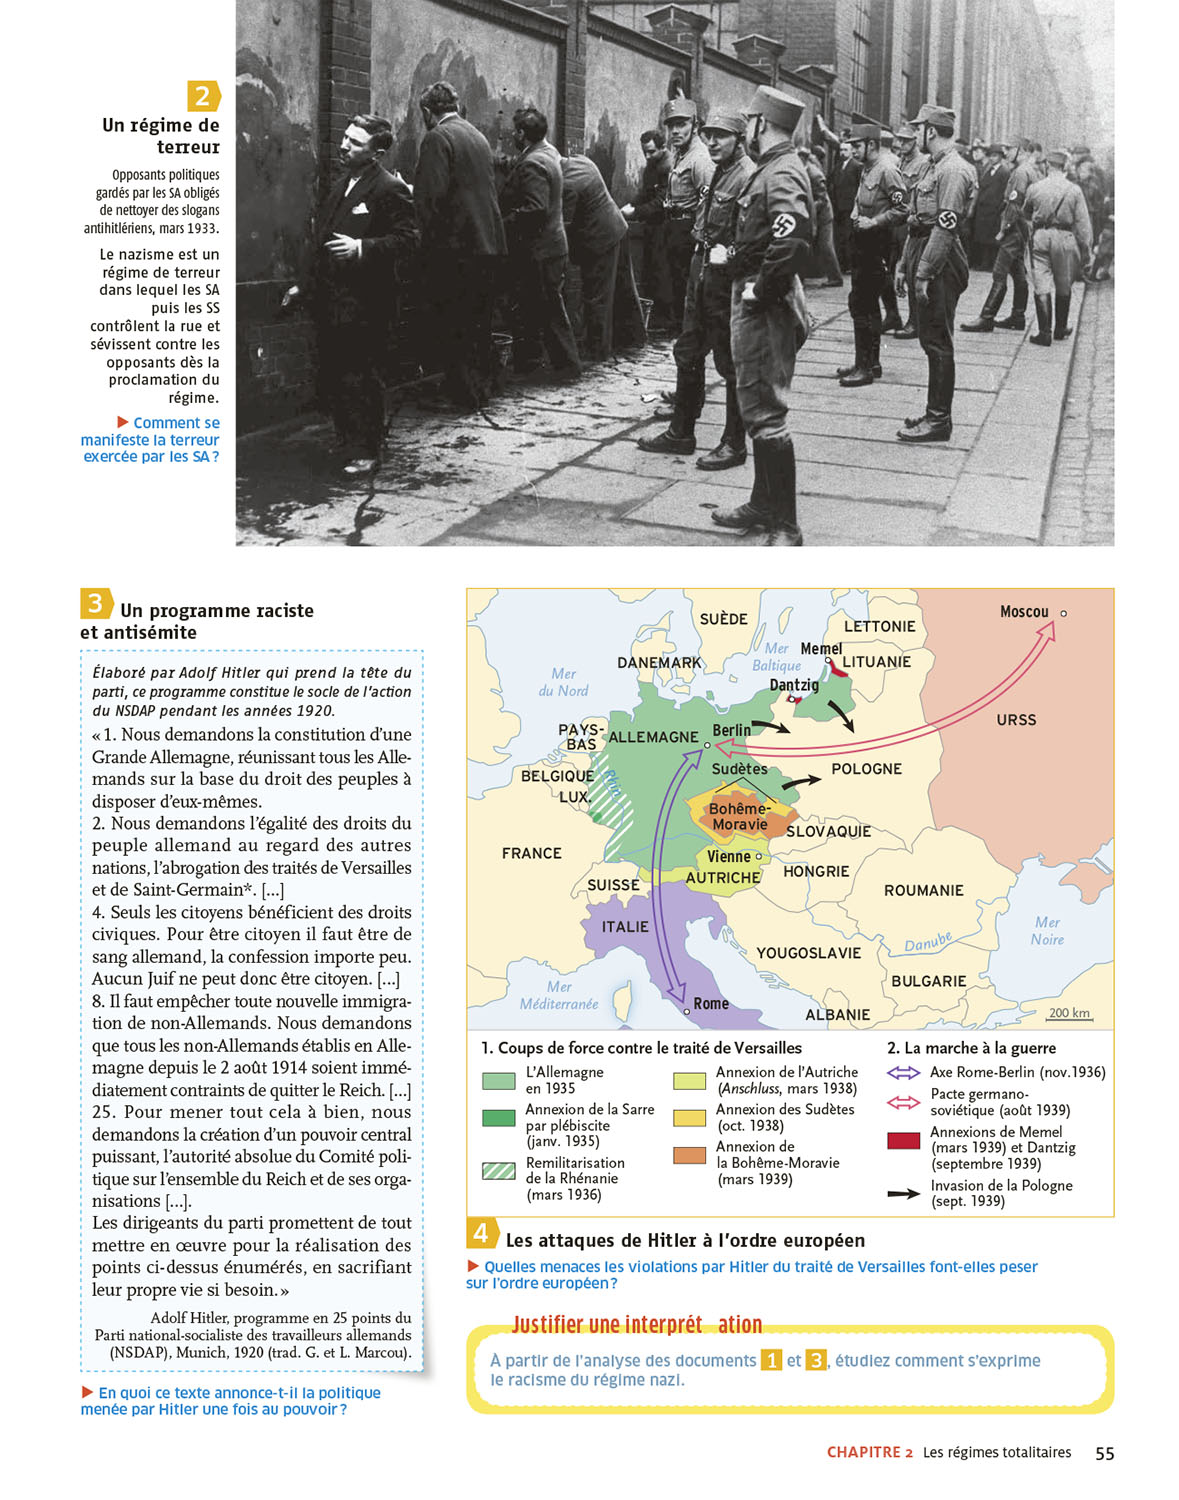 2
Un régime de
terreur
Opposants politiques
gardés par les SA obligés
de nettoyer des slogans
antihitlériens, mars 1933.
Le nazisme est un
régime de terreur
dans lequel les SA
puis les SS
contrôlent la rue et
sévissent contre les
opposants dès la
proclamation du
régime.
▶ Comment se
manifeste la terreur
exercée par les SA ?
3 Un programme raciste
et antisémite
Élaboré par Adolf Hitler qui prend la tête du
parti, ce programme constitue le socle de l'action
du NSDAP pendant les années 1920.
« 1. Nous demandons la constitution d'une
Grande Allemagne, réunissant tous les Alle-
mands sur la base du droit des peuples à
disposer d'eux-mêmes.
2. Nous demandons l'égalité des droits du
peuple allemand au regard des autres
nations, l'abrogation des traités de Versailles
et de Saint-Germain*. [...]
4. Seuls les citoyens bénéficient des droits
civiques. Pour être citoyen il faut être de
sang allemand, la confession importe peu.
Aucun Juif ne peut donc être citoyen. [...]
8. Il faut empêcher toute nouvelle immigra-
tion de non-Allemands. Nous demandons
que tous les non-Allemands établis en Alle-
magne depuis le 2 août 1914 soient immé-
diatement contraints de quitter le Reich. [...]
25. Pour mener tout cela à bien, nous
demandons la création d'un pouvoir central
puissant, l'autorité absolue du Comité poli-
tique sur l'ensemble du Reich et de ses orga-
nisations [...].
Les dirigeants du parti promettent de tout
mettre en œuvre pour la réalisation des
points ci-dessus énumérés, en sacrifiant
leur propre vie si besoin. »
Adolf Hitler, programme en 25 points du
Parti national-socialiste des travailleurs allemands
(NSDAP), Munich, 1920 (trad. G. et L. Marcou).
▶ En quoi ce texte annonce-t-il la politique
menée par Hitler une fois au pouvoir ?
Moscou
SUÈDE
LETTONIE
Mer
Baltique
Memel
LITUANIE
DANEMARK
Mer
du Nord
Dantzig
URSS
PAYS-
BAS
ALLEMAGNE
Berlin
BELGIQUE
Rhin
Sudètes
POLOGNE
LUX.
Bohême-
Moravie
SLOVAQUIE
FRANCE
Vienne
HONGRIE
SUISSE
AUTRICHE
ROUMANIE
ITALIE
Mer
Noire
Danube
YOUGOSLAVIE
BULGARIE
Mer
Méditerranée
Rome
ALBANIE
200 km
1. Coups de force contre le traité de Versailles
L'Allemagne
en 1935
Annexion de la Sarre
par plébiscite
(janv. 1935)
Remilitarisation
de la Rhénanie
(mars 1936)
Annexion de l'Autriche
(Anschluss, mars 1938)
Annexion des Sudètes
(oct. 1938)
Annexion de
la Bohême-Moravie
(mars 1939)
2. La marche à la guerre
Axe Rome-Berlin (nov.1936)
Pacte germano-
soviétique (août 1939)
Annexions de Memel
(mars 1939) et Dantzig
(septembre 1939)
Invasion de la Pologne
(sept. 1939)
4 Les attaques de Hitler à l'ordre européen
▶ Quelles menaces les violations par Hitler du traité de Versailles font-elles peser
sur l'ordre européen ?
Justifier une interprét ation
À partir de l'analyse des documents 1 et 3, étudiez comment s'exprime
le racisme du régime nazi.
CHAPITRE 2 Les régimes totalitaires 55